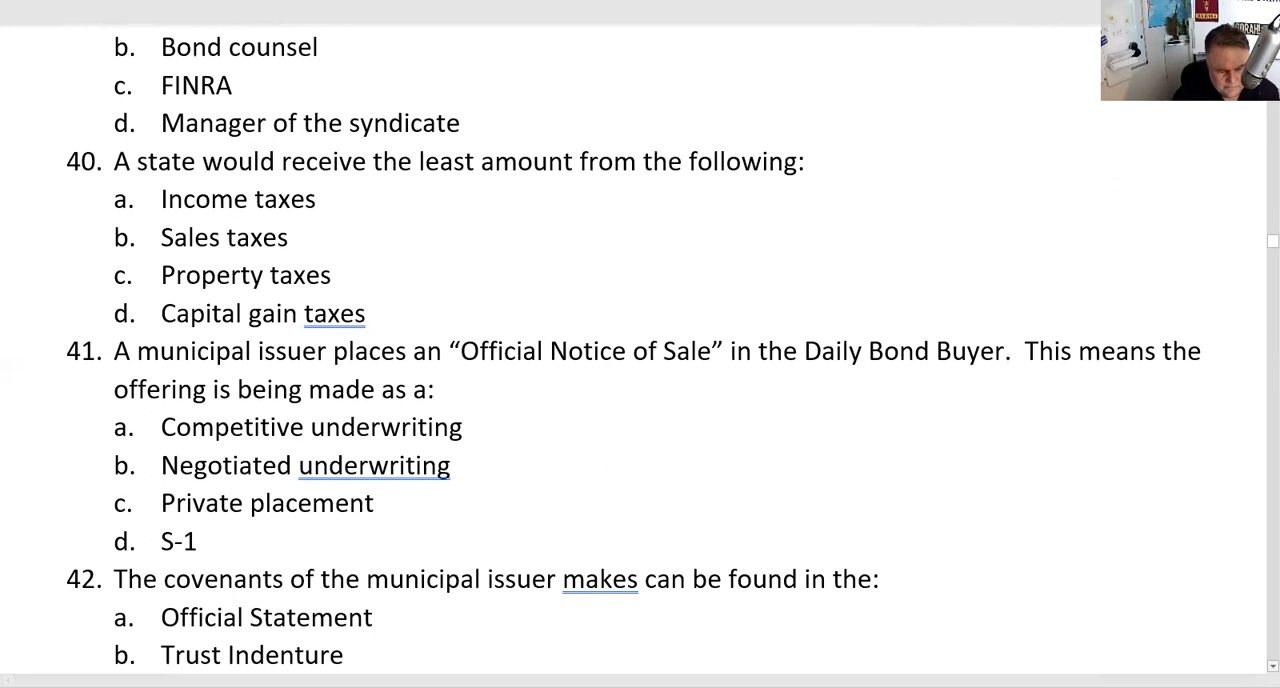 b. Bond counsel
c. FINRA
d. Manager of the syndicate
40. A state would receive the least amount from the following:
a. Income taxes
b. Sales taxes
c. Property taxes
d. Capital gain taxes
41. A municipal issuer places an “Official Notice of Sale” in the Daily Bond Buyer.  This means the
offering is being made as a:
a. Competitive underwriting
b. Negotiated underwriting
c. Private placement
d. S-1
42. The covenants of the municipal issuer makes can be found in the:
a. Official Statement
b. Trust Indenture